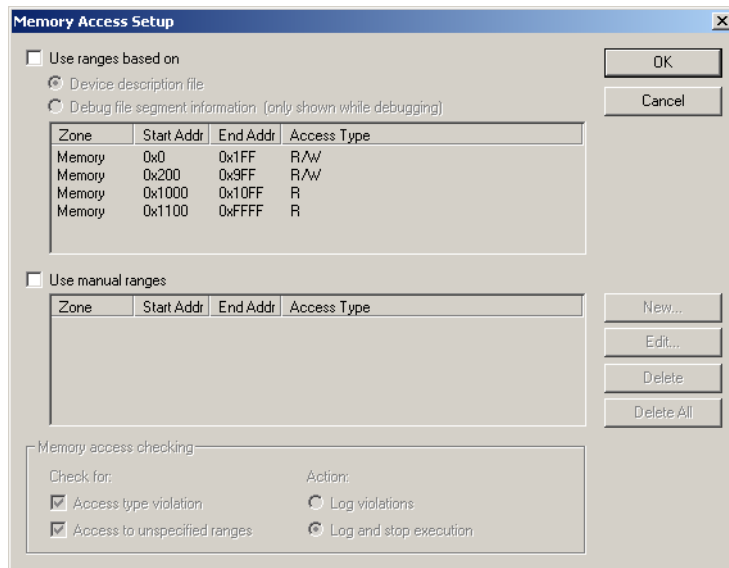 Memory Access Setup
Use ranges based on
OK
Device description file
Debug file segment information (only shown while debugging)
Cancel
Zone Start Addr End Addr Access Type
Memory 0x0 0x1FF R/W
Memory 0x200 0x9FF R/W
Memory 0x1000 0x10FF R
Memory 0x1100 0xFFFF R
Use manual ranges
Zone Start Addr End Addr Access Type
New...
Edit...
Delete
Delete All
Memory access checking
Check for: Action:
Access type violation Log violations
Access to unspecified ranges Log and stop execution